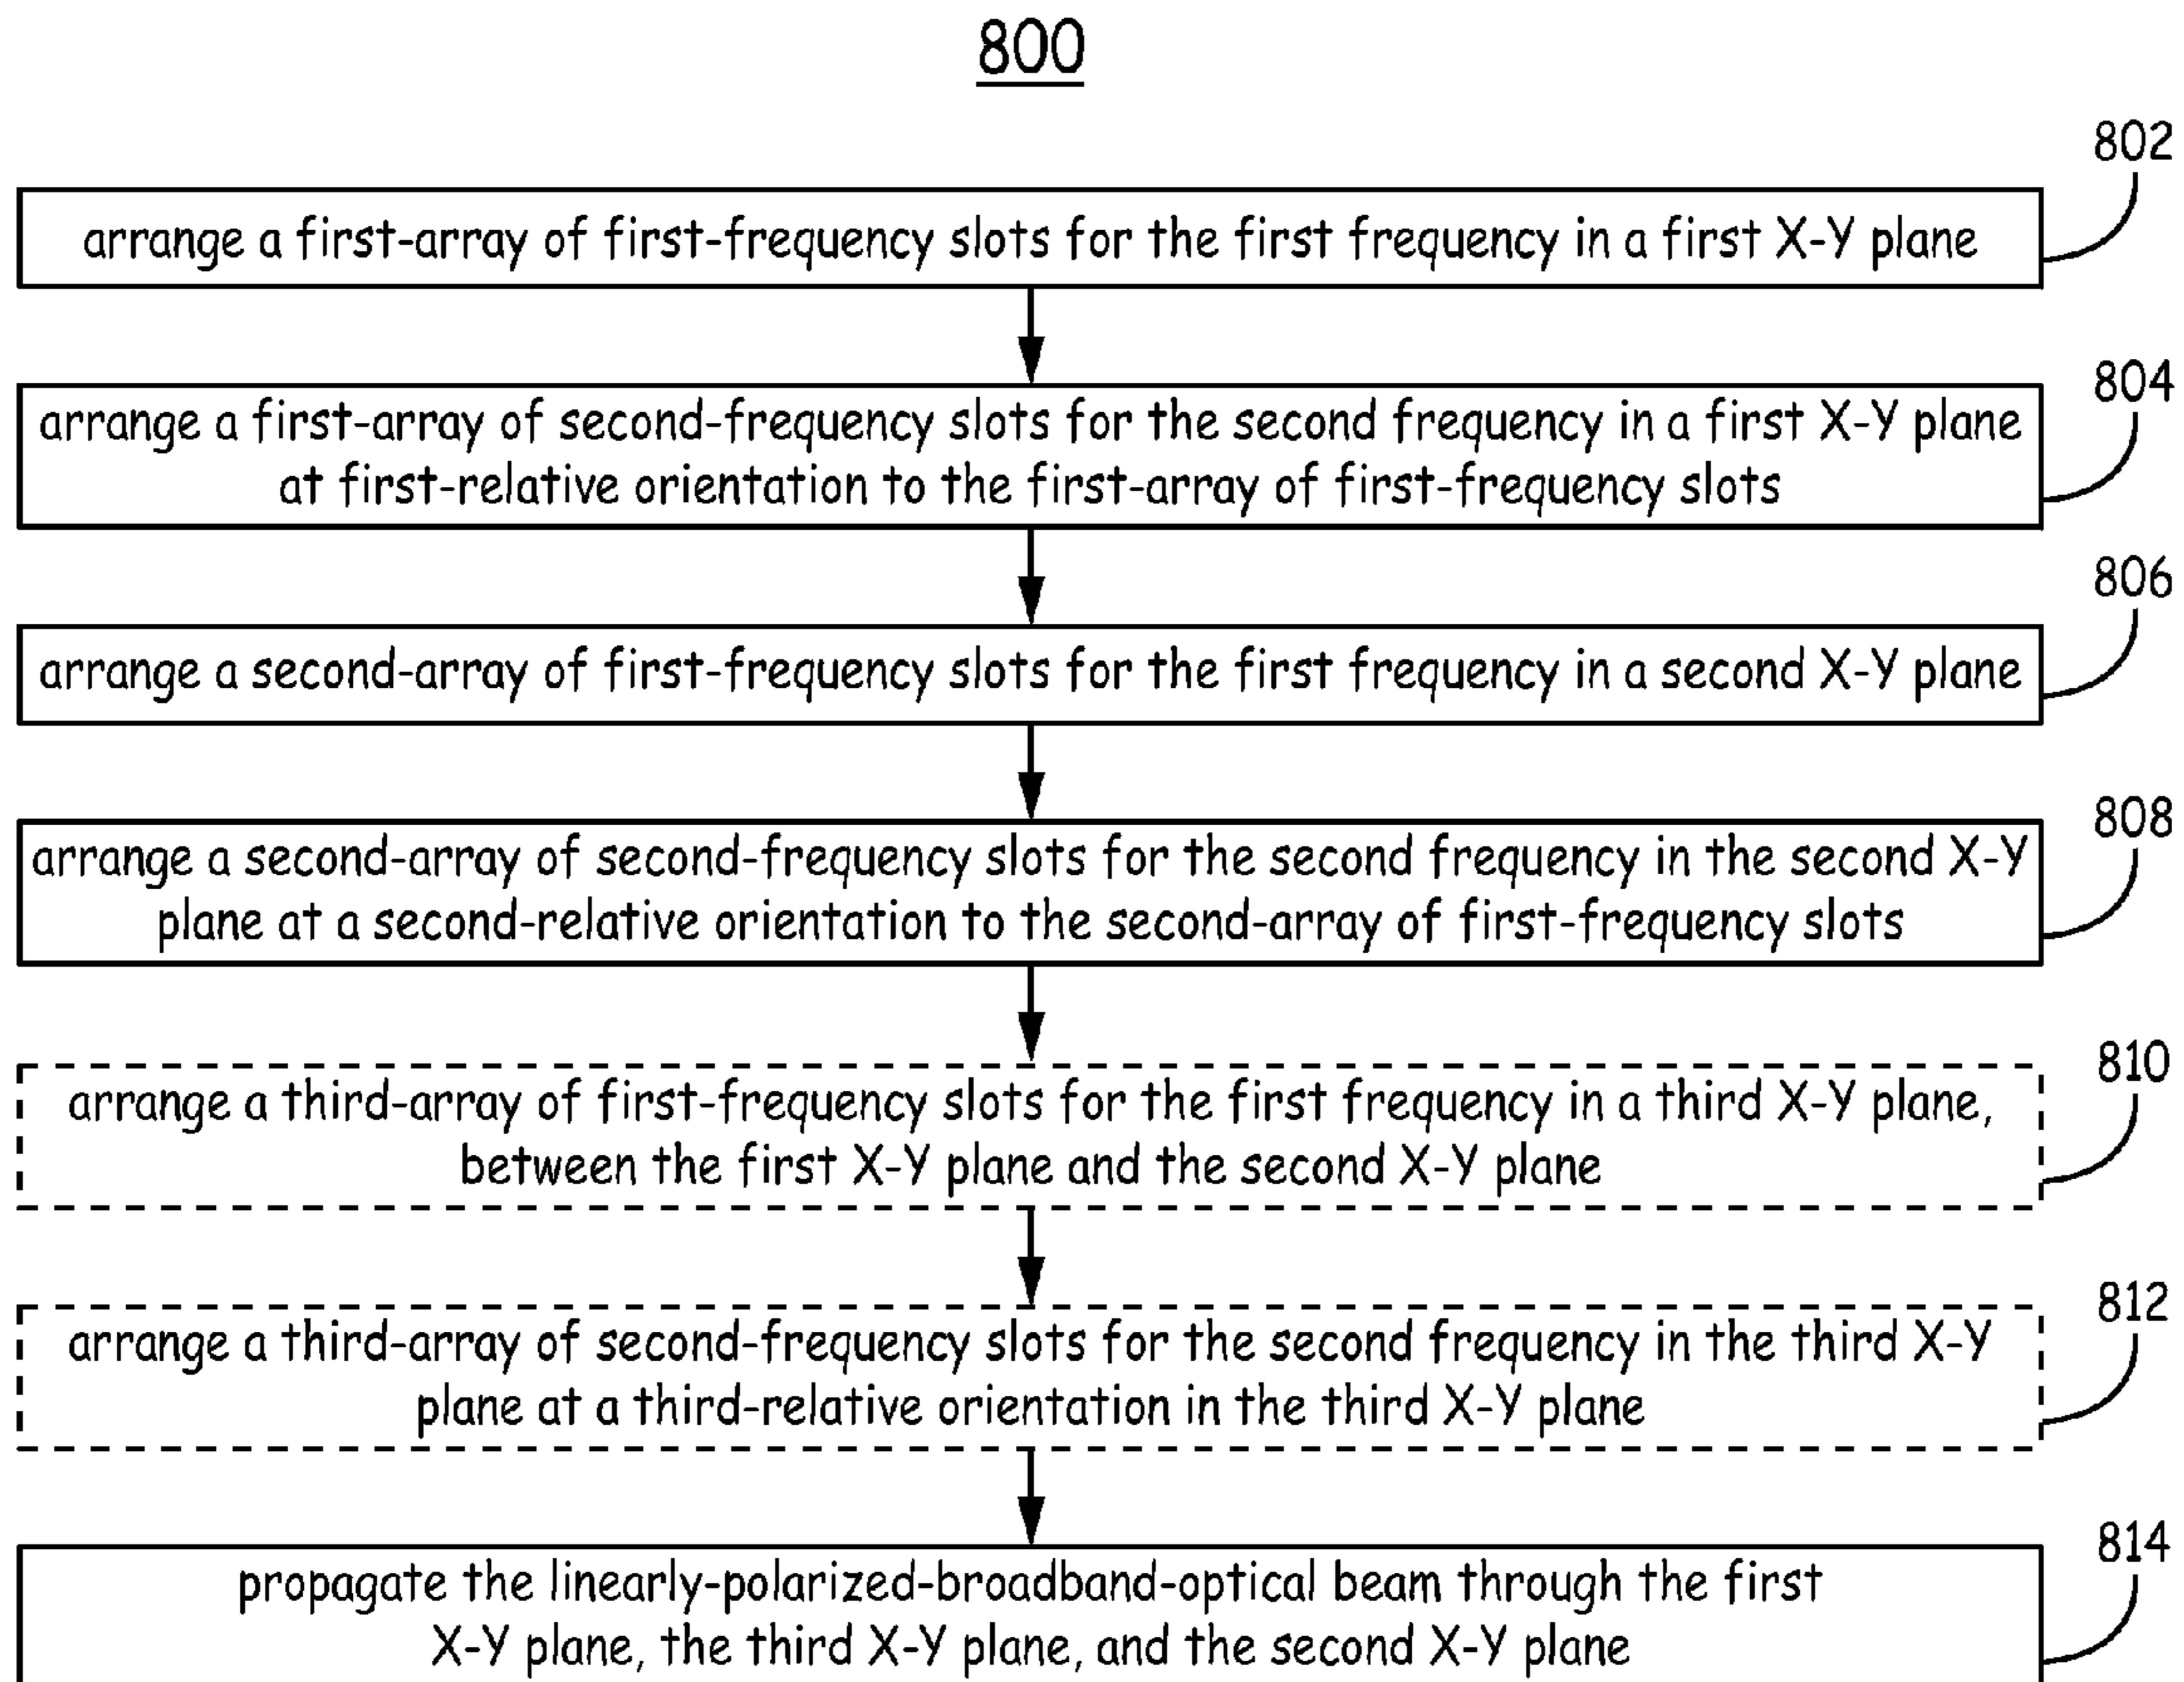 800
802
arrange a first-array of first-frequency slots for the first frequency in a first X-Y plane
804
arrange a first-array of second-frequency slots for the second frequency in a first X-Y plane
at first-relative orientation to the first-array of first-frequency slots
806
arrange a second-array of first-frequency slots for the first frequency in a second X-Y plane
808
arrange a second-array of second-frequency slots for the second frequency in the second X-Y
plane at a second-relative orientation to the second-array of first-frequency slots
810
arrange a third-array of first-frequency slots for the first frequency in a third X-Y plane,
between the first X-Y plane and the second X-Y plane
812
arrange a third-array of second-frequency slots for the second frequency in the third X-Y
plane at a third-relative orientation in the third X-Y plane
814
propagate the linearly-polarized-broadband-optical beam through the first
X-Y plane, the third X-Y plane, and the second X-Y plane